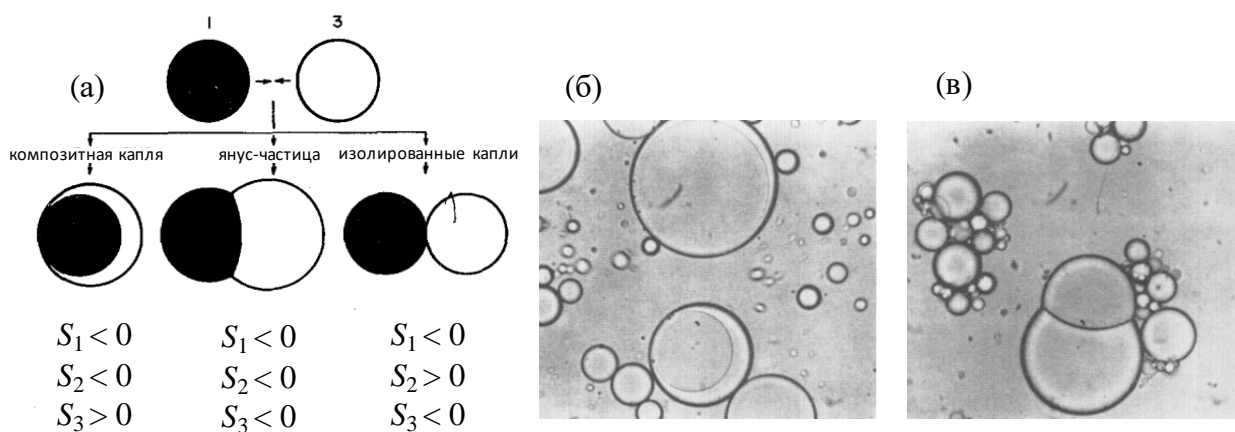 1 3
(а) (б) (в)
композитная капля янус-частица изолированные капли
S₁ < 0 S₁ < 0 S₁ < 0
S₂ < 0 S₂ < 0 S₂ > 0
S₃ > 0 S₃ < 0 S₃ < 0